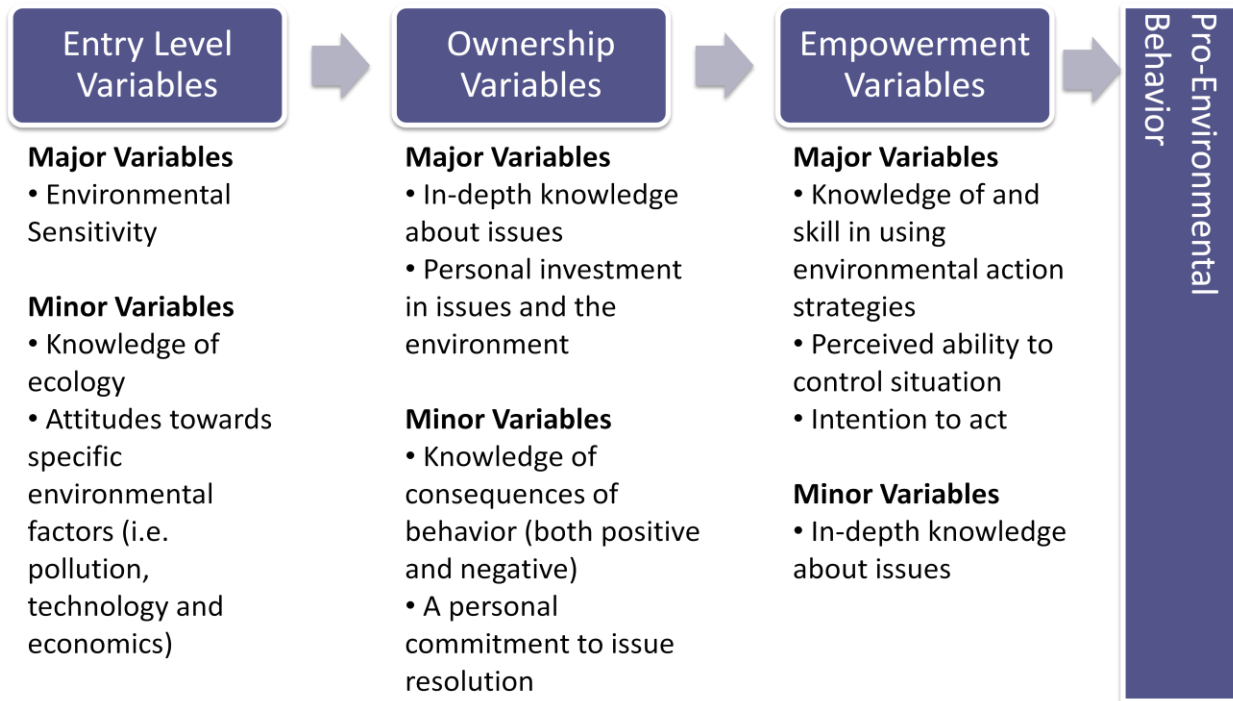 Entry Level
Variables
Major Variables
• Environmental
Sensitivity
Minor Variables
• Knowledge of
ecology
• Attitudes towards
specific
environmental
factors (i.e.
pollution,
technology and
economics)
Ownership
Variables
Major Variables
• In-depth knowledge
about issues
• Personal investment
in issues and the
environment
Minor Variables
• Knowledge of
consequences of
behavior (both positive
and negative)
• A personal
commitment to issue
resolution
Empowerment
Variables
Major Variables
• Knowledge of and
skill in using
environmental action
strategies
• Perceived ability to
control situation
• Intention to act
Minor Variables
• In-depth knowledge
about issues
Pro-Environmental
Behavior